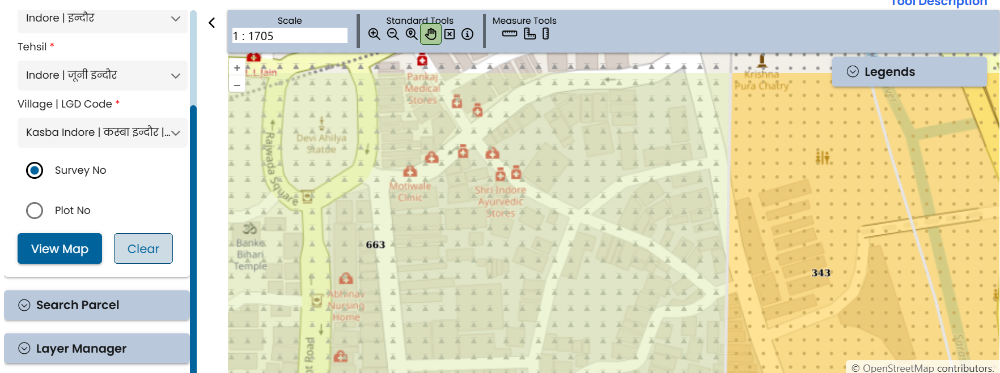 Tool Description
Indore | इन्दौर
Tehsil *
Indore | जूनी इन्दौर
Village | LGD Code *
Kasba Indore | कस्बा इन्दौर |...
Survey No
Plot No
View Map
Clear
Search Parcel
Layer Manager
Scale
1 : 1705
Standard Tools
Measure Tools
+
−
Legends
L.Jain
Pankaj
Medical
Stores
Krishna
Pura Chatry
Devi Ahilya
Statue
Rajwada Square
Motiwale
Clinic
Shri Indore
Ayurvedic
Stores
Banke
Bihari
Temple
663
343
Abhinav
Nursing
Home
Road
© OpenStreetMap contributors.